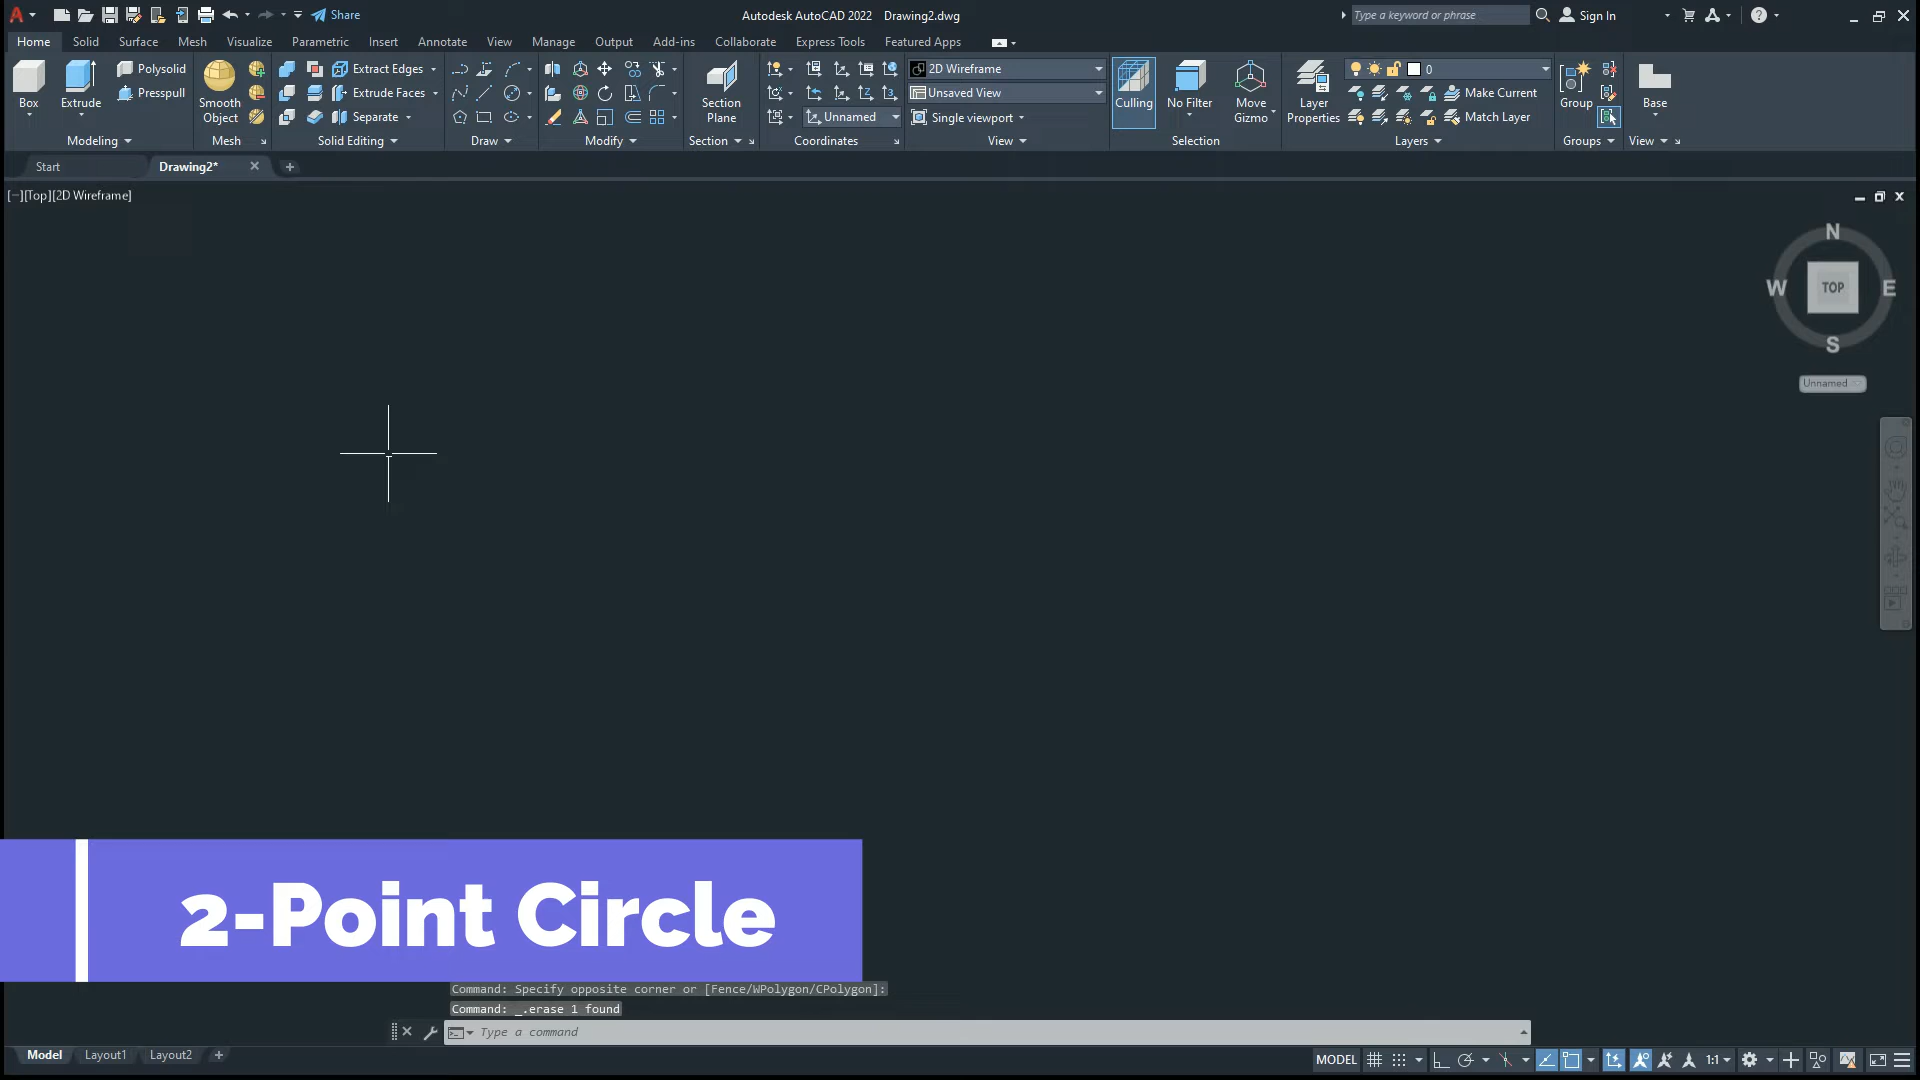 Share
Autodesk AutoCAD 2022 Drawing2.dwg
Type a keyword or phrase
Sign In
Home Solid Surface Mesh Visualize Parametric Insert Annotate View Manage Output Add-ins Collaborate Express Tools Featured Apps
Box
Extrude
Polysolid
Presspull
Modeling
Smooth
Object
Mesh
Extract Edges
Extrude Faces
Separate
Solid Editing
Draw
Modify
Section
Plane
Section
Unnamed
Coordinates
2D Wireframe
Unsaved View
Single viewport
View
Culling
No Filter
Move
Gizmo
Selection
Layer
Properties
0
Make Current
Match Layer
Layers
Group
Groups
Base
View
Start
Drawing2*
[−][Top][2D Wireframe]
N
W
TOP
E
S
Unnamed
2-Point Circle
Command: Specify opposite corner or [Fence/WPolygon/CPolygon]:
Command: _.erase 1 found
Type a command
Model Layout1 Layout2
MODEL
1:1